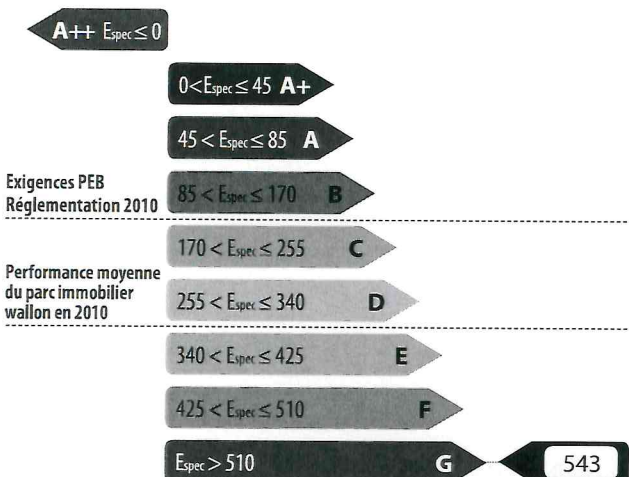 A++ Espec ≤ 0
0 < Espec ≤ 45 A+
45 < Espec ≤ 85 A
Exigences PEB
Réglementation 2010
85 < Espec ≤ 170 B
170 < Espec ≤ 255 C
Performance moyenne
du parc immobilier
wallon en 2010
255 < Espec ≤ 340 D
340 < Espec ≤ 425 E
425 < Espec ≤ 510 F
Espec > 510 G 543